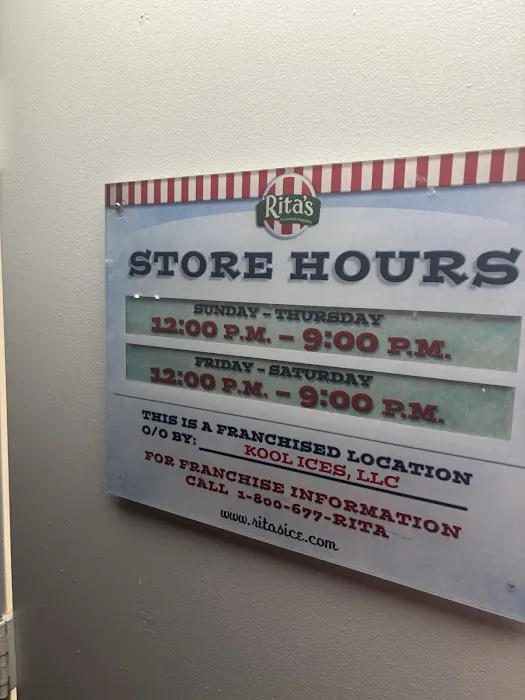 Rita's
STORE HOURS
SUNDAY – THURSDAY
12:00 P.M. – 9:00 P.M.
FRIDAY – SATURDAY
12:00 P.M. – 9:00 P.M.
THIS IS A FRANCHISED LOCATION
O/O BY: KOOL ICES, LLC
FOR FRANCHISE INFORMATION
CALL 1-800-677-RITA
www.ritasice.com